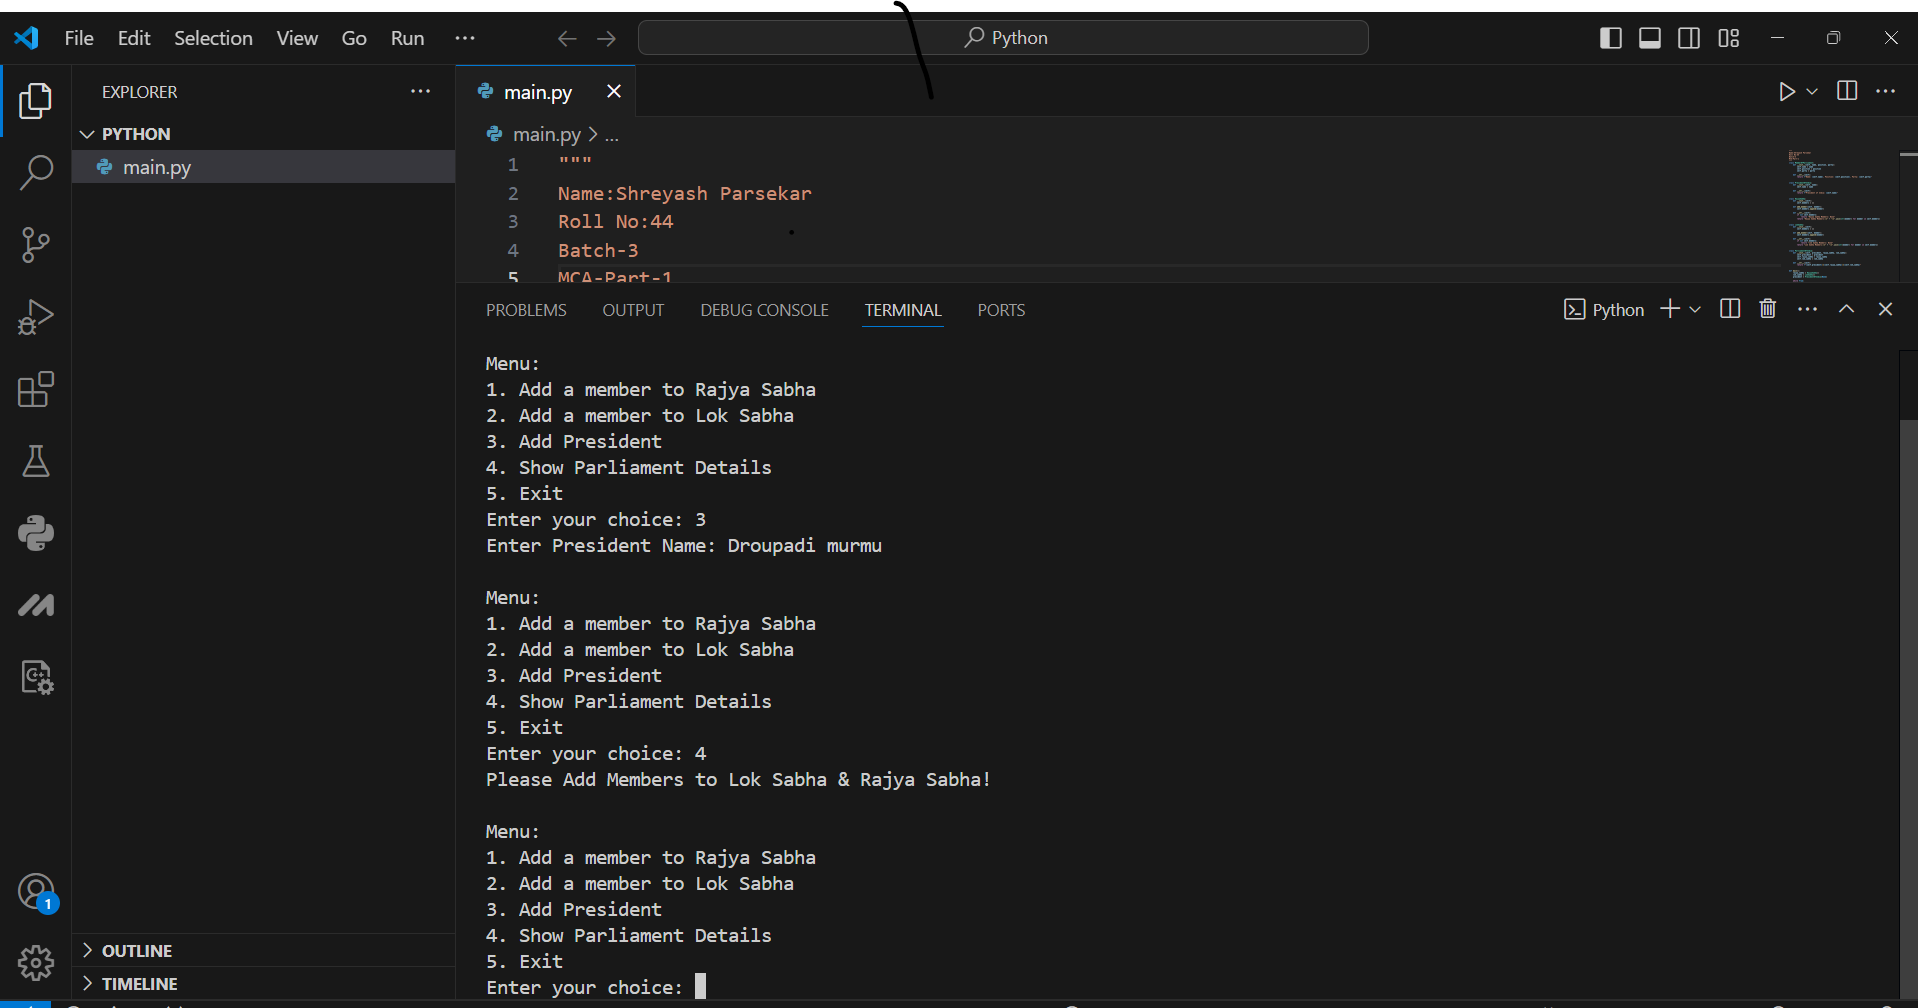 File Edit Selection View Go Run ... Python
EXPLORER ...
PYTHON
main.py
main.py
main.py > ...
1 """
2 Name:Shreyash Parsekar
3 Roll No:44
4 Batch-3
5 MCA-Part-1
PROBLEMS OUTPUT DEBUG CONSOLE TERMINAL PORTS Python
Menu:
1. Add a member to Rajya Sabha
2. Add a member to Lok Sabha
3. Add President
4. Show Parliament Details
5. Exit
Enter your choice: 3
Enter President Name: Droupadi murmu
Menu:
1. Add a member to Rajya Sabha
2. Add a member to Lok Sabha
3. Add President
4. Show Parliament Details
5. Exit
Enter your choice: 4
Please Add Members to Lok Sabha & Rajya Sabha!
Menu:
1. Add a member to Rajya Sabha
2. Add a member to Lok Sabha
3. Add President
4. Show Parliament Details
5. Exit
Enter your choice:
1
OUTLINE
TIMELINE